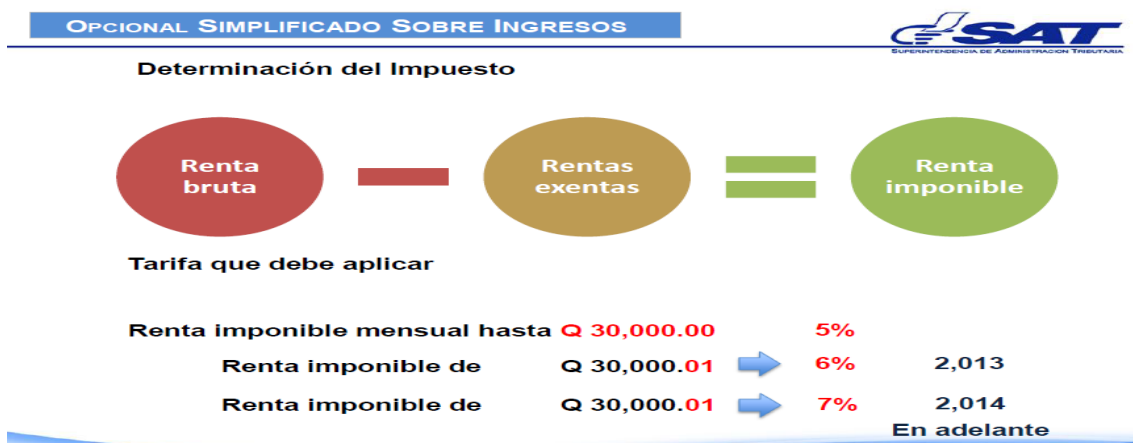 OPCIONAL SIMPLIFICADO SOBRE INGRESOS
SAT
SUPERINTENDENCIA DE ADMINISTRACION TRIBUTARIA
Determinación del Impuesto
Renta bruta
Rentas exentas
Renta imponible
Tarifa que debe aplicar
Renta imponible mensual hasta Q 30,000.00 5%
Renta imponible de Q 30,000.01 6% 2,013
Renta imponible de Q 30,000.01 7% 2,014
En adelante